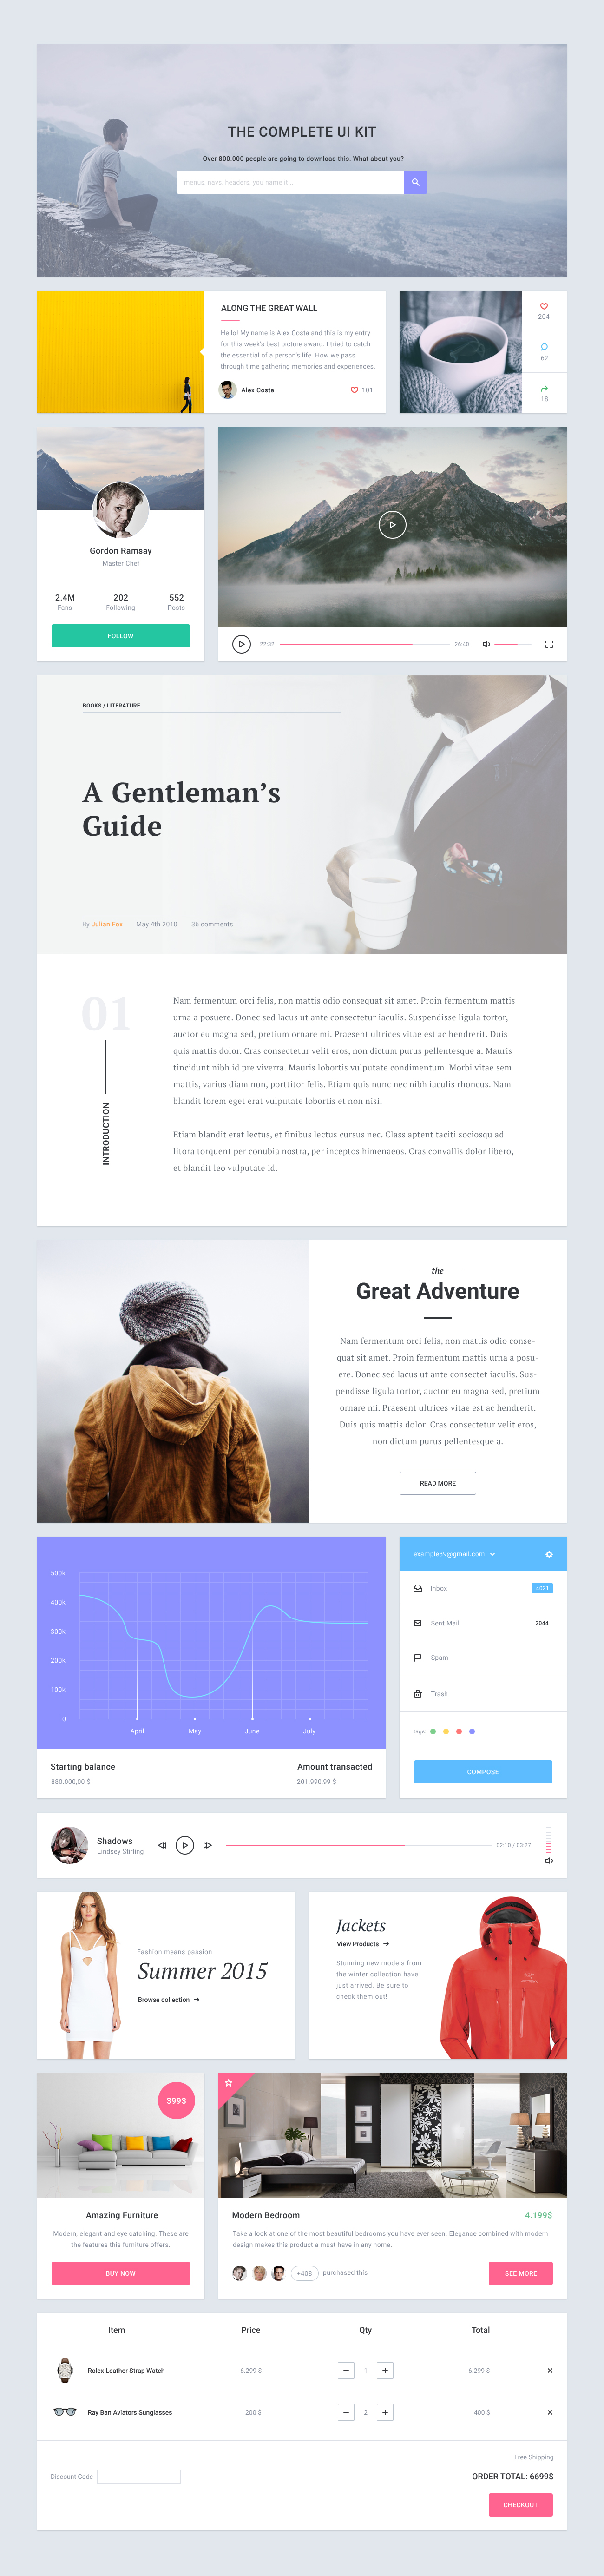 THE COMPLETE UI KIT
Over 800.000 people are going to download this. What about you?
menus, navs, headers, you name it...
ALONG THE GREAT WALL
Hello! My name is Alex Costa and this is my entry
for this week's best picture award. I tried to catch
the essential of a person's life. How we pass
through time gathering memories and experiences.
Alex Costa
101
204
62
18
Gordon Ramsay
Master Chef
2.4M
202
552
Fans
Following
Posts
FOLLOW
22:32
26:40
BOOKS / LITERATURE
A Gentleman's
Guide
By Julian Fox
May 4th 2010
36 comments
01
INTRODUCTION
Nam fermentum orci felis, non mattis odio consequat sit amet. Proin fermentum mattis
urna a posuere. Donec sed lacus ut ante consectetur iaculis. Suspendisse ligula tortor,
auctor eu magna sed, pretium ornare mi. Praesent ultrices vitae est ac hendrerit. Duis
quis mattis dolor. Cras consectetur velit eros, non dictum purus pellentesque a. Mauris
tincidunt nibh id pre viverra. Mauris lobortis vulputate condimentum. Morbi vitae sem
mattis, varius diam non, porttitor felis. Etiam quis nunc nec nibh iaculis rhoncus. Nam
blandit lorem eget erat vulputate lobortis et non nisi.
Etiam blandit erat lectus, et finibus lectus cursus nec. Class aptent taciti sociosqu ad
litora torquent per conubia nostra, per inceptos himenaeos. Cras convallis dolor libero,
et blandit leo vulputate id.
the
Great Adventure
Nam fermentum orci felis, non mattis odio conse-
quat sit amet. Proin fermentum mattis urna a posu-
ere. Donec sed lacus ut ante consectet iaculis. Sus-
pendisse ligula tortor, auctor eu magna sed, pretium
ornare mi. Praesent ultrices vitae est ac hendrerit.
Duis quis mattis dolor. Cras consectetur velit eros,
non dictum purus pellentesque a.
READ MORE
500k
400k
300k
200k
100k
0
April
May
June
July
Starting balance
880.000,00 $
Amount transacted
201.990,99 $
example89@gmail.com
Inbox
4021
Sent Mail
2044
Spam
Trash
tags:
COMPOSE
Shadows
Lindsey Stirling
02:10 / 03:27
Fashion means passion
Summer 2015
Browse collection
Jackets
View Products
Stunning new models from
the winter collection have
just arrived. Be sure to
check them out!
399$
Amazing Furniture
Modern, elegant and eye catching. These are
the features this furniture offers.
BUY NOW
Modern Bedroom
4.199$
Take a look at one of the most beautiful bedrooms you have ever seen. Elegance combined with modern
design makes this product a must have in any home.
+408
purchased this
SEE MORE
Item
Price
Qty
Total
Rolex Leather Strap Watch
6.299 $
1
6.299 $
Ray Ban Aviators Sunglasses
200 $
2
400 $
Free Shipping
Discount Code
ORDER TOTAL: 6699$
CHECKOUT